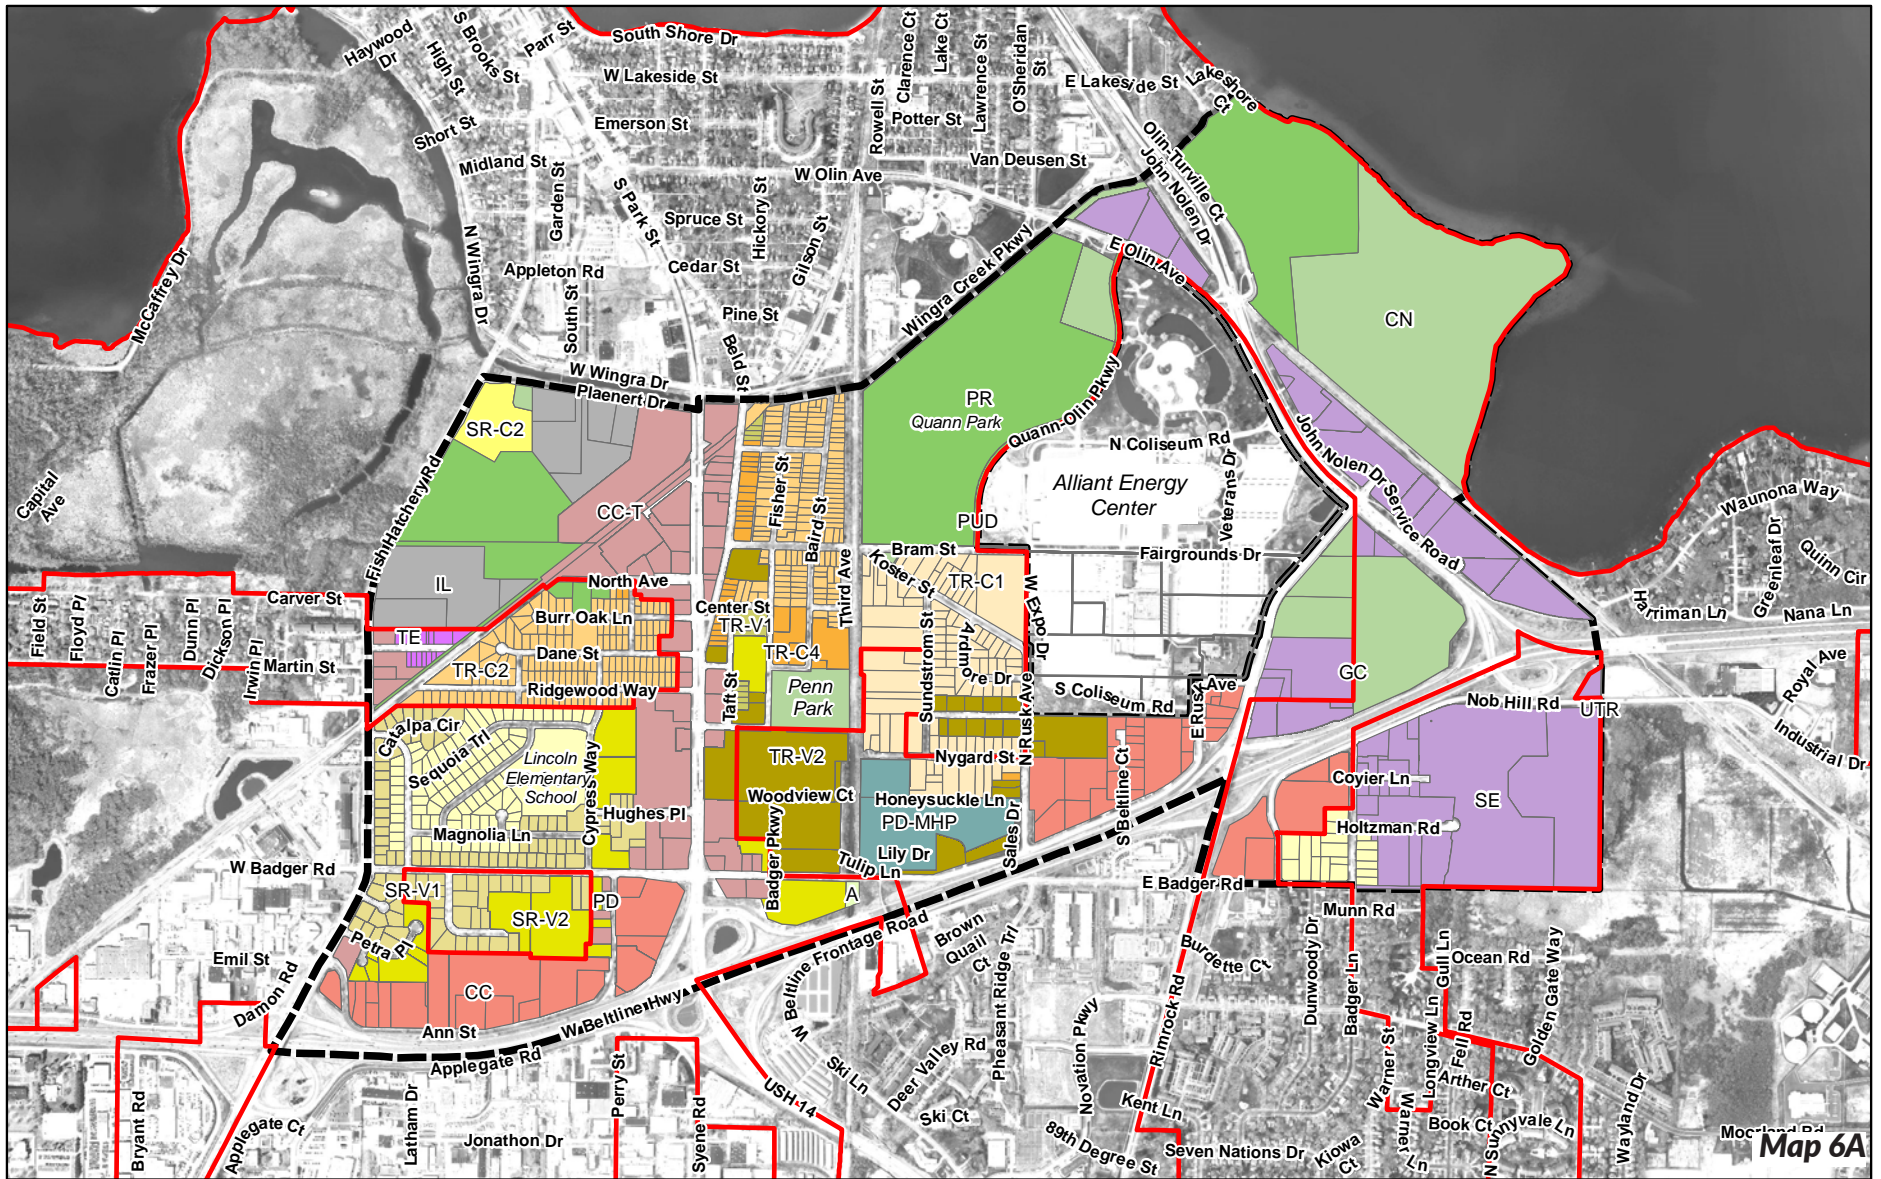 Haywood
Dr
High St
S Brooks St
Parr St
South Shore Dr
W Lakeside St
Emerson St
Short St
Midland St
Garden St
S Park St
Spruce St
Hickory St
Cedar St
Gilson St
Appleton Rd
South St
Pine St
Beld St
N Wingra Dr
W Wingra Dr
Plaenert Dr
McCaffrey Dr
Rowell St
Clarence Ct
Lake Ct
Lawrence St
O'Sheridan
St
Potter St
Van Deusen St
W Olin Ave
E Lakeside St
Lakeshore
Ct
Olin-Turville Ct
John Nolen Dr
E Olin Ave
Wingra Creek Pkwy
Quann-Olin Pkwy
PR
Quann Park
CN
N Coliseum Rd
Veterans Dr
Alliant Energy
Center
PUD
Fairgrounds Dr
John Nolen Dr Service Road
Waunona Way
Greenleaf Dr
Quinn Cir
Harriman Ln
Nana Ln
Royal Ave
Industrial Dr
Capital
Ave
SR-C2
Fish Hatchery Rd
CC-T
IL
Fisher St
Baird St
Third Ave
Bram St
Koster St
TR-C1
W Expo Dr
Ardmore Dr
Sundstrom St
N Rusk Ave
S Coliseum Rd
E Rusk Ave
North Ave
Center St
TR-V1
TR-C4
Burr Oak Ln
Dane St
TR-C2
Ridgewood Way
TE
Carver St
Martin St
Field St
Floyd Pl
Catlin Pl
Frazer Pl
Dunn Pl
Dickson Pl
Irwin Pl
Taft St
Penn
Park
Catalpa Cir
Sequoia Trl
Lincoln
Elementary
School
Cypress Way
Hughes Pl
Magnolia Ln
TR-V2
Woodview Ct
Badger Pkwy
Nygard St
Honeysuckle Ln
PD-MHP
Lily Dr
Tulip Ln
Sales Dr
S Beltline Ct
GC
Nob Hill Rd
UTR
Coyier Ln
SE
Holtzman Rd
W Badger Rd
SR-V1
SR-V2
PD
A
E Badger Rd
Petra Pl
Emil St
Damon Rd
CC
Ann St
W Beltline Hwy
Applegate Rd
W Beltline Frontage Road
Brown
Quail
Ct
Pheasant Ridge Trl
Burdette Ct
Rimrock Rd
Dunwoody Dr
Munn Rd
Badger Ln
Gull Ln
Ocean Rd
Golden Gate Way
Bryant Rd
Applegate Ct
Latham Dr
Jonathon Dr
Perry St
Syene Rd
USH 14
Ski Ln
Deer Valley Rd
Ski Ct
Novation Pkwy
89th Degree St
Kent Ln
Seven Nations Dr
Kiowa
Ct
Warner St
Warner
Ln
Longview Ln
Fell Rd
Arther Ct
Book Ct
N Sunnyvale Ln
Wayland Dr
Moorland Rd
Map 6A